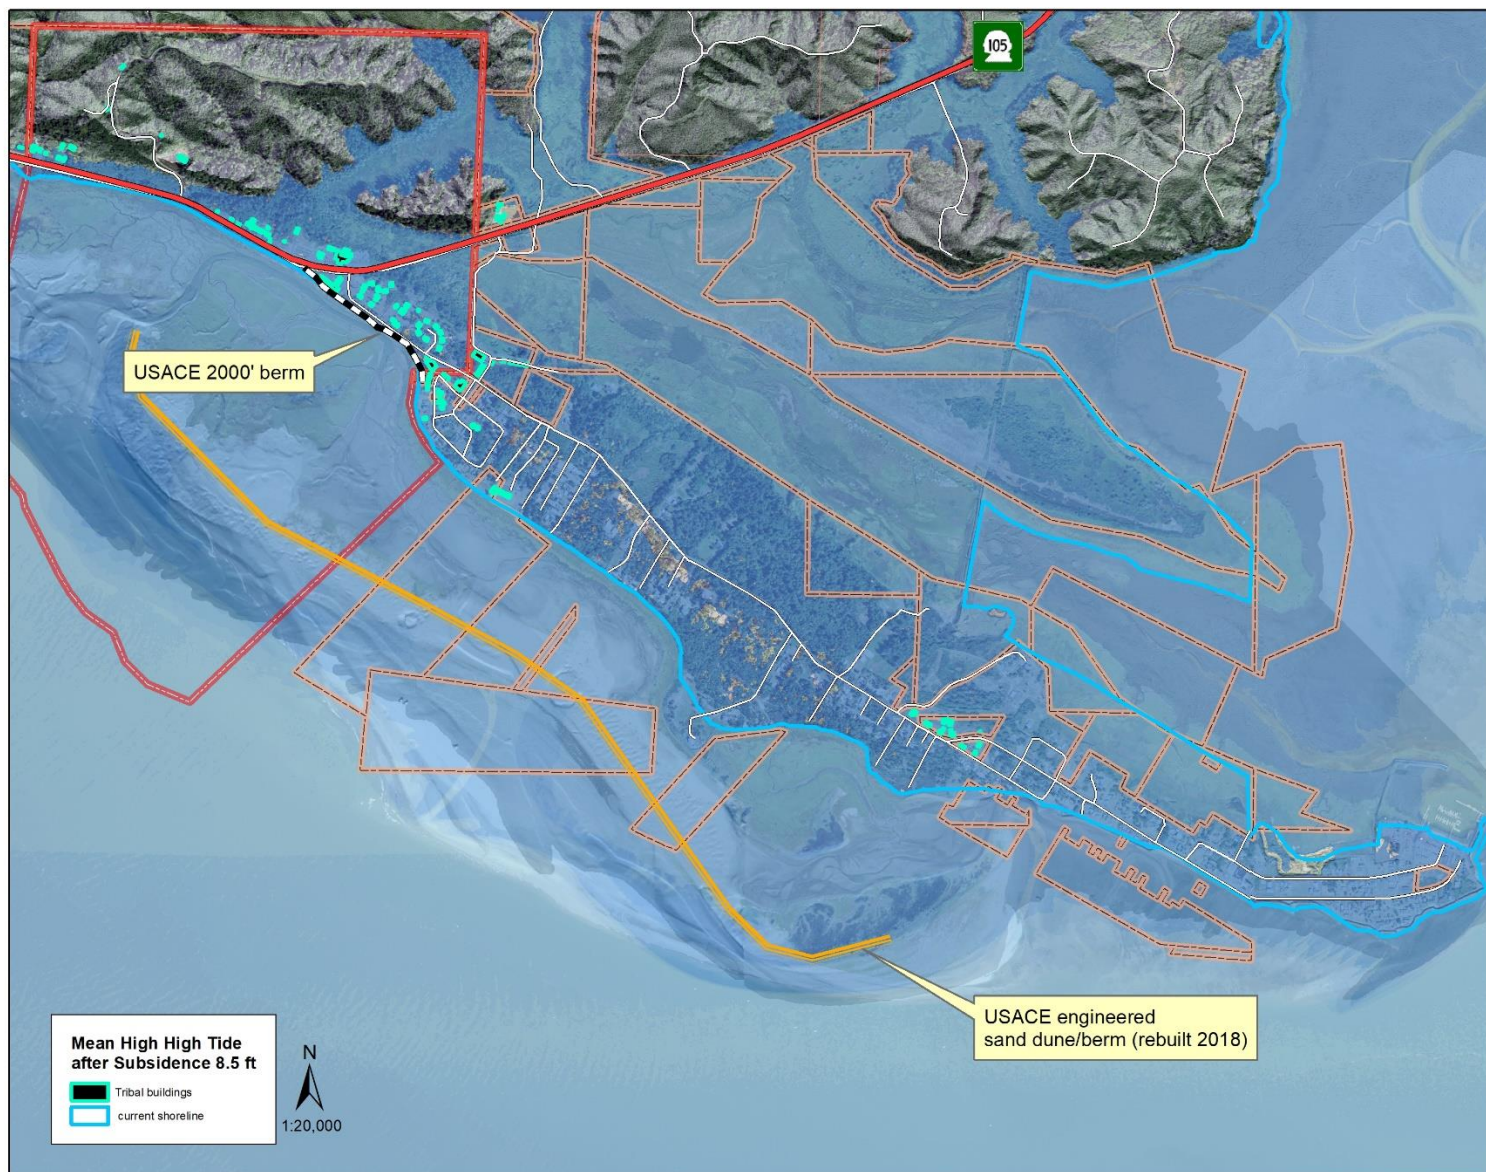 105
USACE 2000' berm
USACE engineered
sand dune/berm (rebuilt 2018)
Mean High High Tide
after Subsidence 8.5 ft
Tribal buildings
current shoreline
N
1:20,000